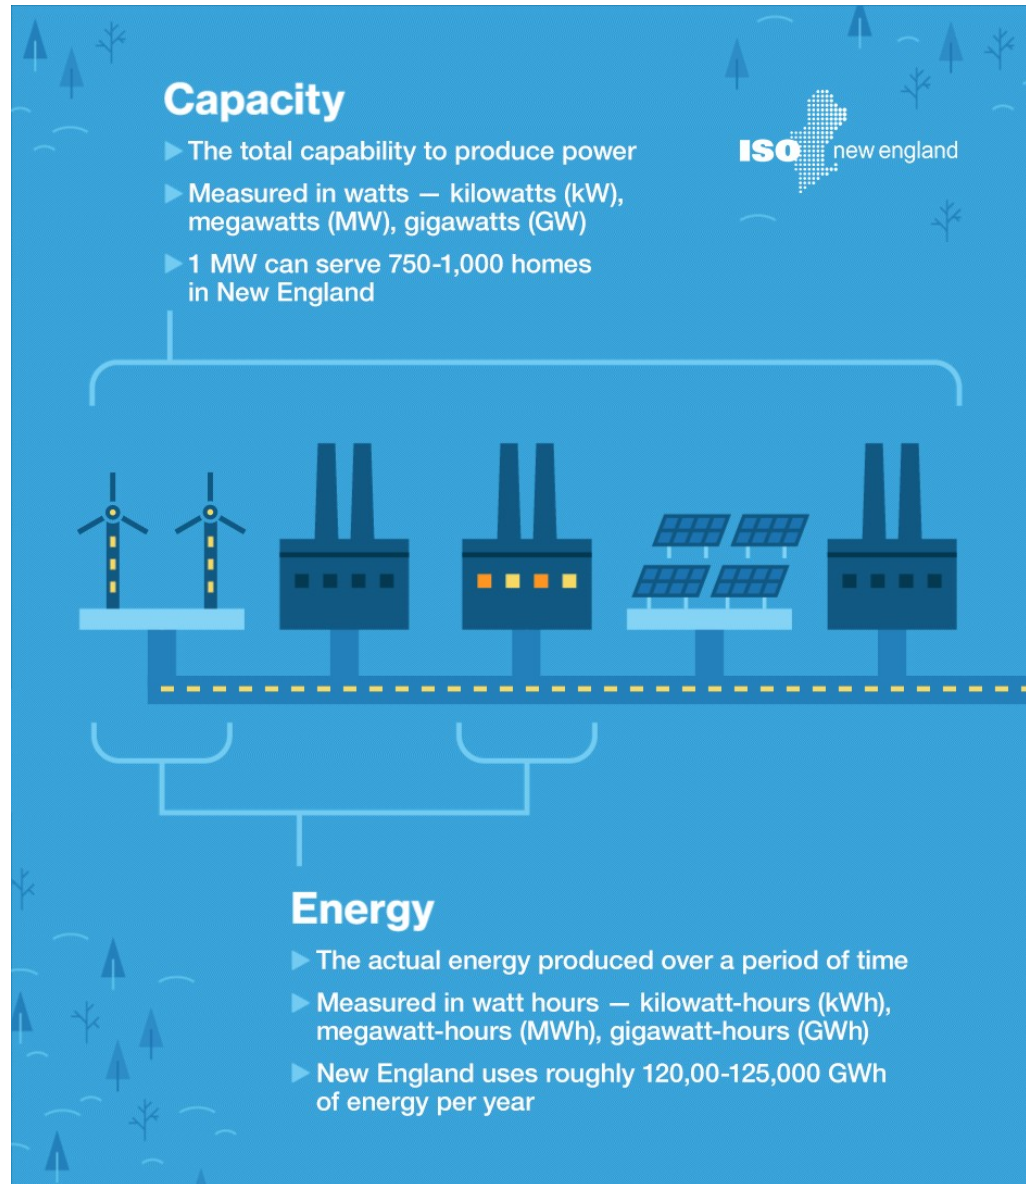 Capacity
The total capability to produce power
Measured in watts — kilowatts (kW),
megawatts (MW), gigawatts (GW)
1 MW can serve 750-1,000 homes
in New England
ISO new england
Energy
The actual energy produced over a period of time
Measured in watt hours — kilowatt-hours (kWh),
megawatt-hours (MWh), gigawatt-hours (GWh)
New England uses roughly 120,00-125,000 GWh
of energy per year